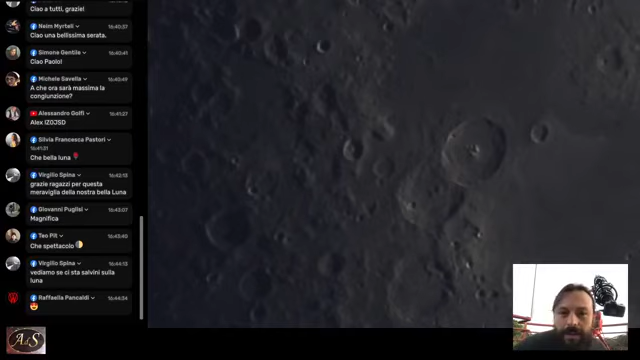 Ciao a tutti, grazie!
Naim Myrteli 16:40:37
Ciao una bellissima serata.
Simone Gentile 16:40:41
Ciao Paolo!
Michele Savella 16:40:49
A che ora sarà massima la
congiunzione?
Alessandro Golfi 16:41:27
Alex IZ0JSD
Silvia Francesca Pastori
16:41:31
Che bella luna
Virgilio Spina 16:42:13
grazie ragazzi per questa
meraviglia della nostra bella Luna
Giovanni Puglisi 16:43:07
Magnifica
Teo Pit 16:43:40
Che spettacolo
Virgilio Spina 16:44:13
vediamo se ci sta salvini sulla
luna
Raffaella Pancaldi 16:44:24
AdS